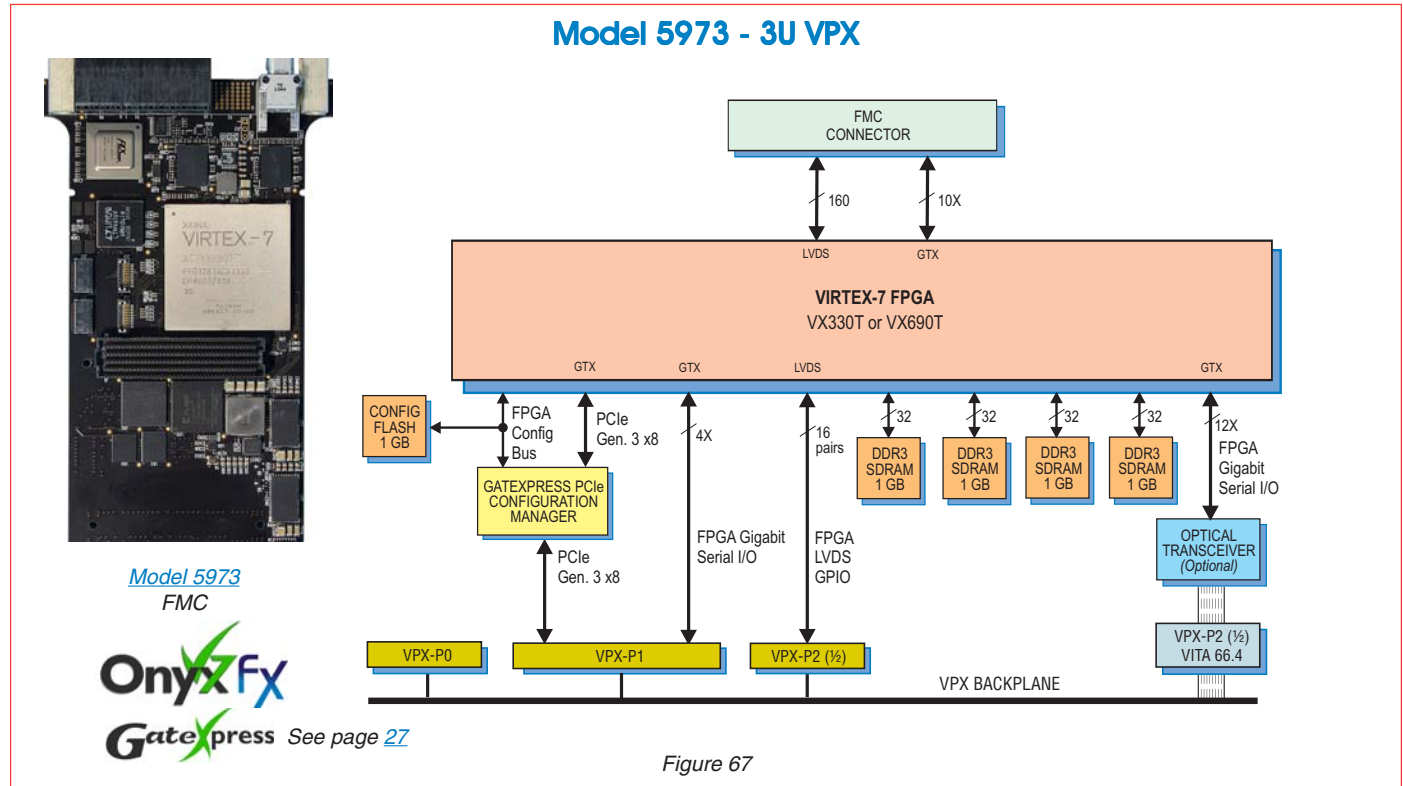 Model 5973 - 3U VPX
VIRTEX-7
Model 5973
FMC
Onyx7Fx
GateXpress
See page 27
FMC
CONNECTOR
160
10X
LVDS
GTX
VIRTEX-7 FPGA
VX330T or VX690T
GTX
GTX
LVDS
GTX
CONFIG
FLASH
1 GB
FPGA
Config
Bus
PCIe
Gen. 3 x8
4X
16
pairs
32
32
32
32
12X
FPGA
Gigabit
Serial I/O
DDR3
SDRAM
1 GB
DDR3
SDRAM
1 GB
DDR3
SDRAM
1 GB
DDR3
SDRAM
1 GB
GATEXPRESS PCIe
CONFIGURATION
MANAGER
PCIe
Gen. 3 x8
FPGA Gigabit
Serial I/O
FPGA
LVDS
GPIO
OPTICAL
TRANSCEIVER
(Optional)
VPX-P0
VPX-P1
VPX-P2 (½)
VPX-P2 (½)
VITA 66.4
VPX BACKPLANE
Figure 67